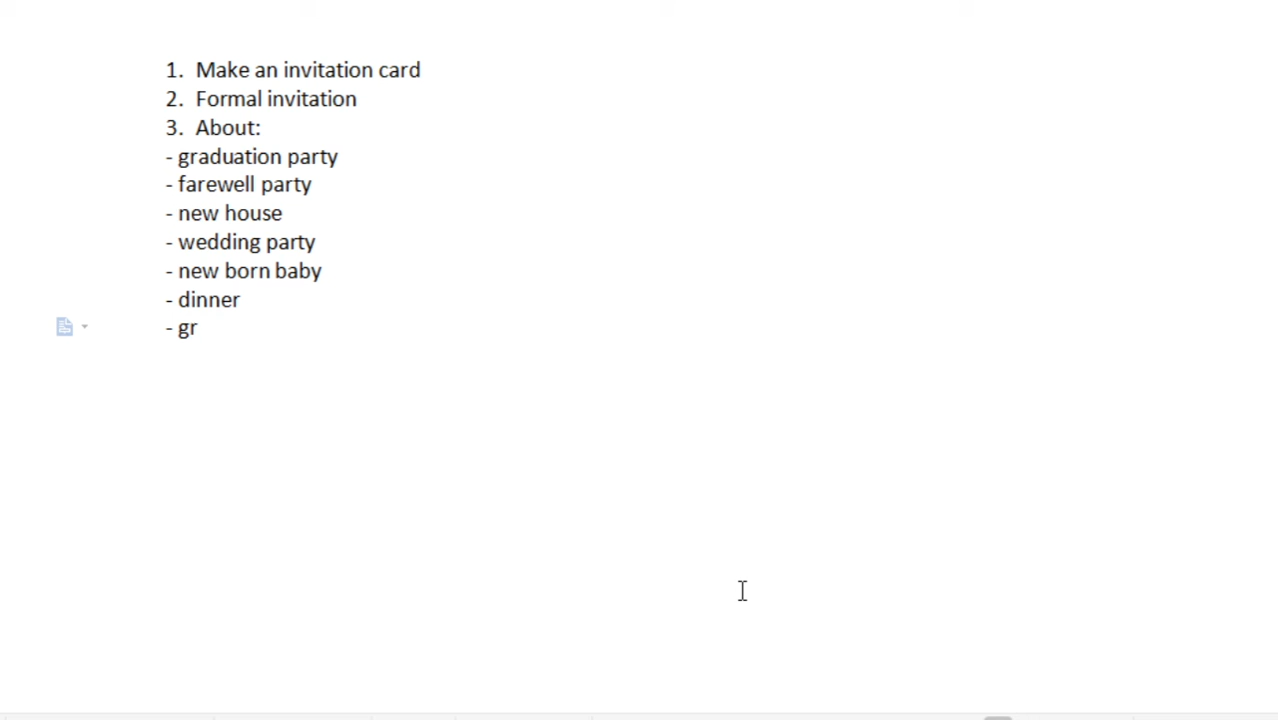 1. Make an invitation card
2. Formal invitation
3. About:
- graduation party
- farewell party
- new house
- wedding party
- new born baby
- dinner
- gr